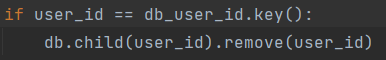 if user_id == db_user_id.key():
    db.child(user_id).remove(user_id)